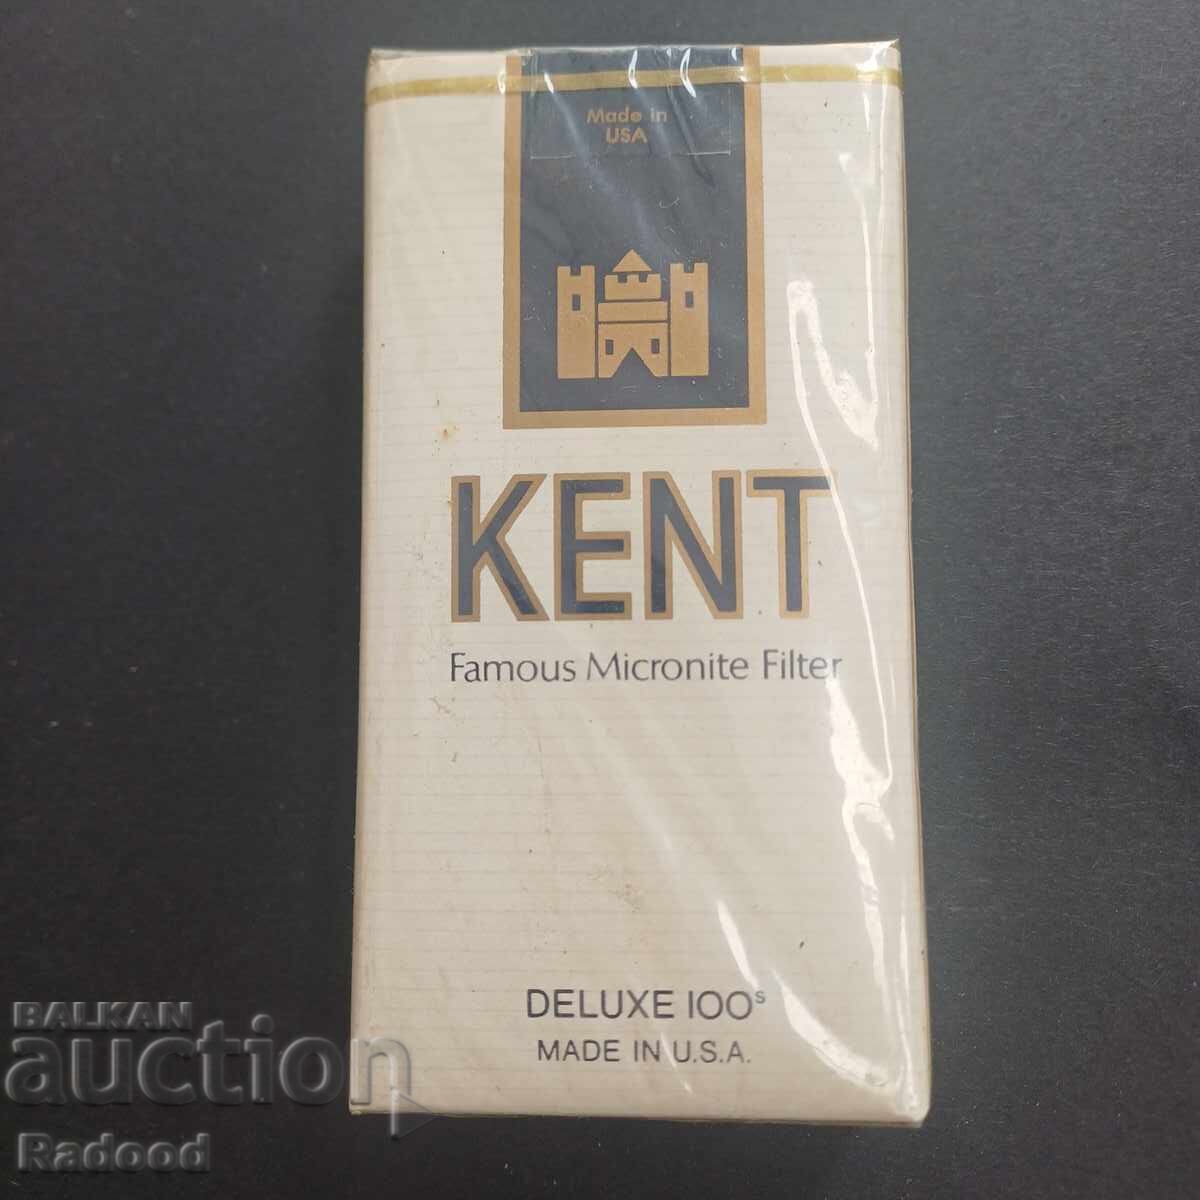 Made in
USA
KENT
Famous Micronite Filter
DELUXE 100s
MADE IN U.S.A.
BALKAN
auction
Radood